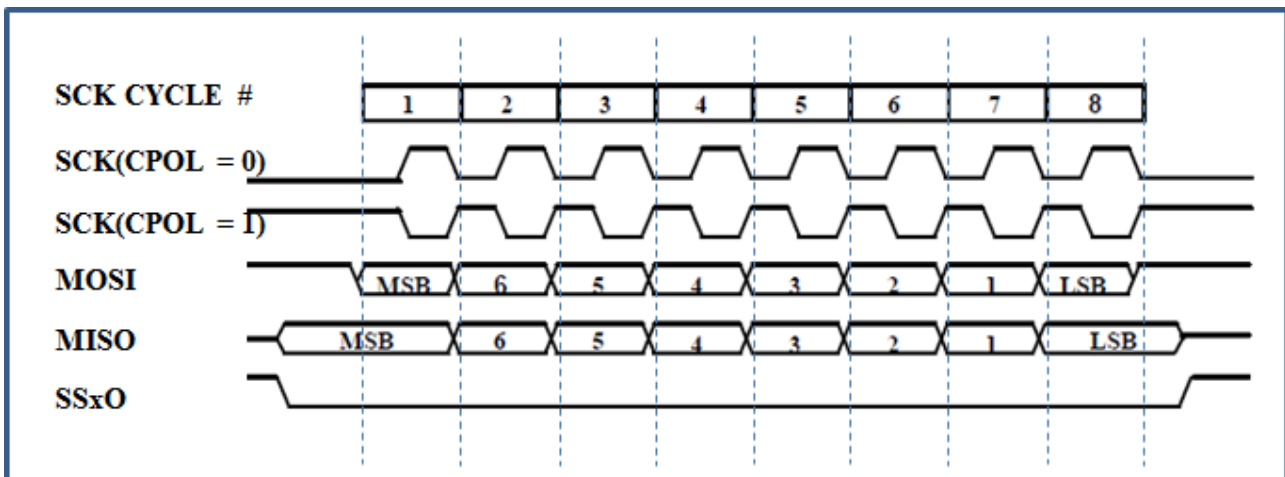 SCK CYCLE # 1 2 3 4 5 6 7 8
SCK(CPOL = 0)
SCK(CPOL = 1)
MOSI MSB 6 5 4 3 2 1 LSB
MISO MSB 6 5 4 3 2 1 LSB
SSxO